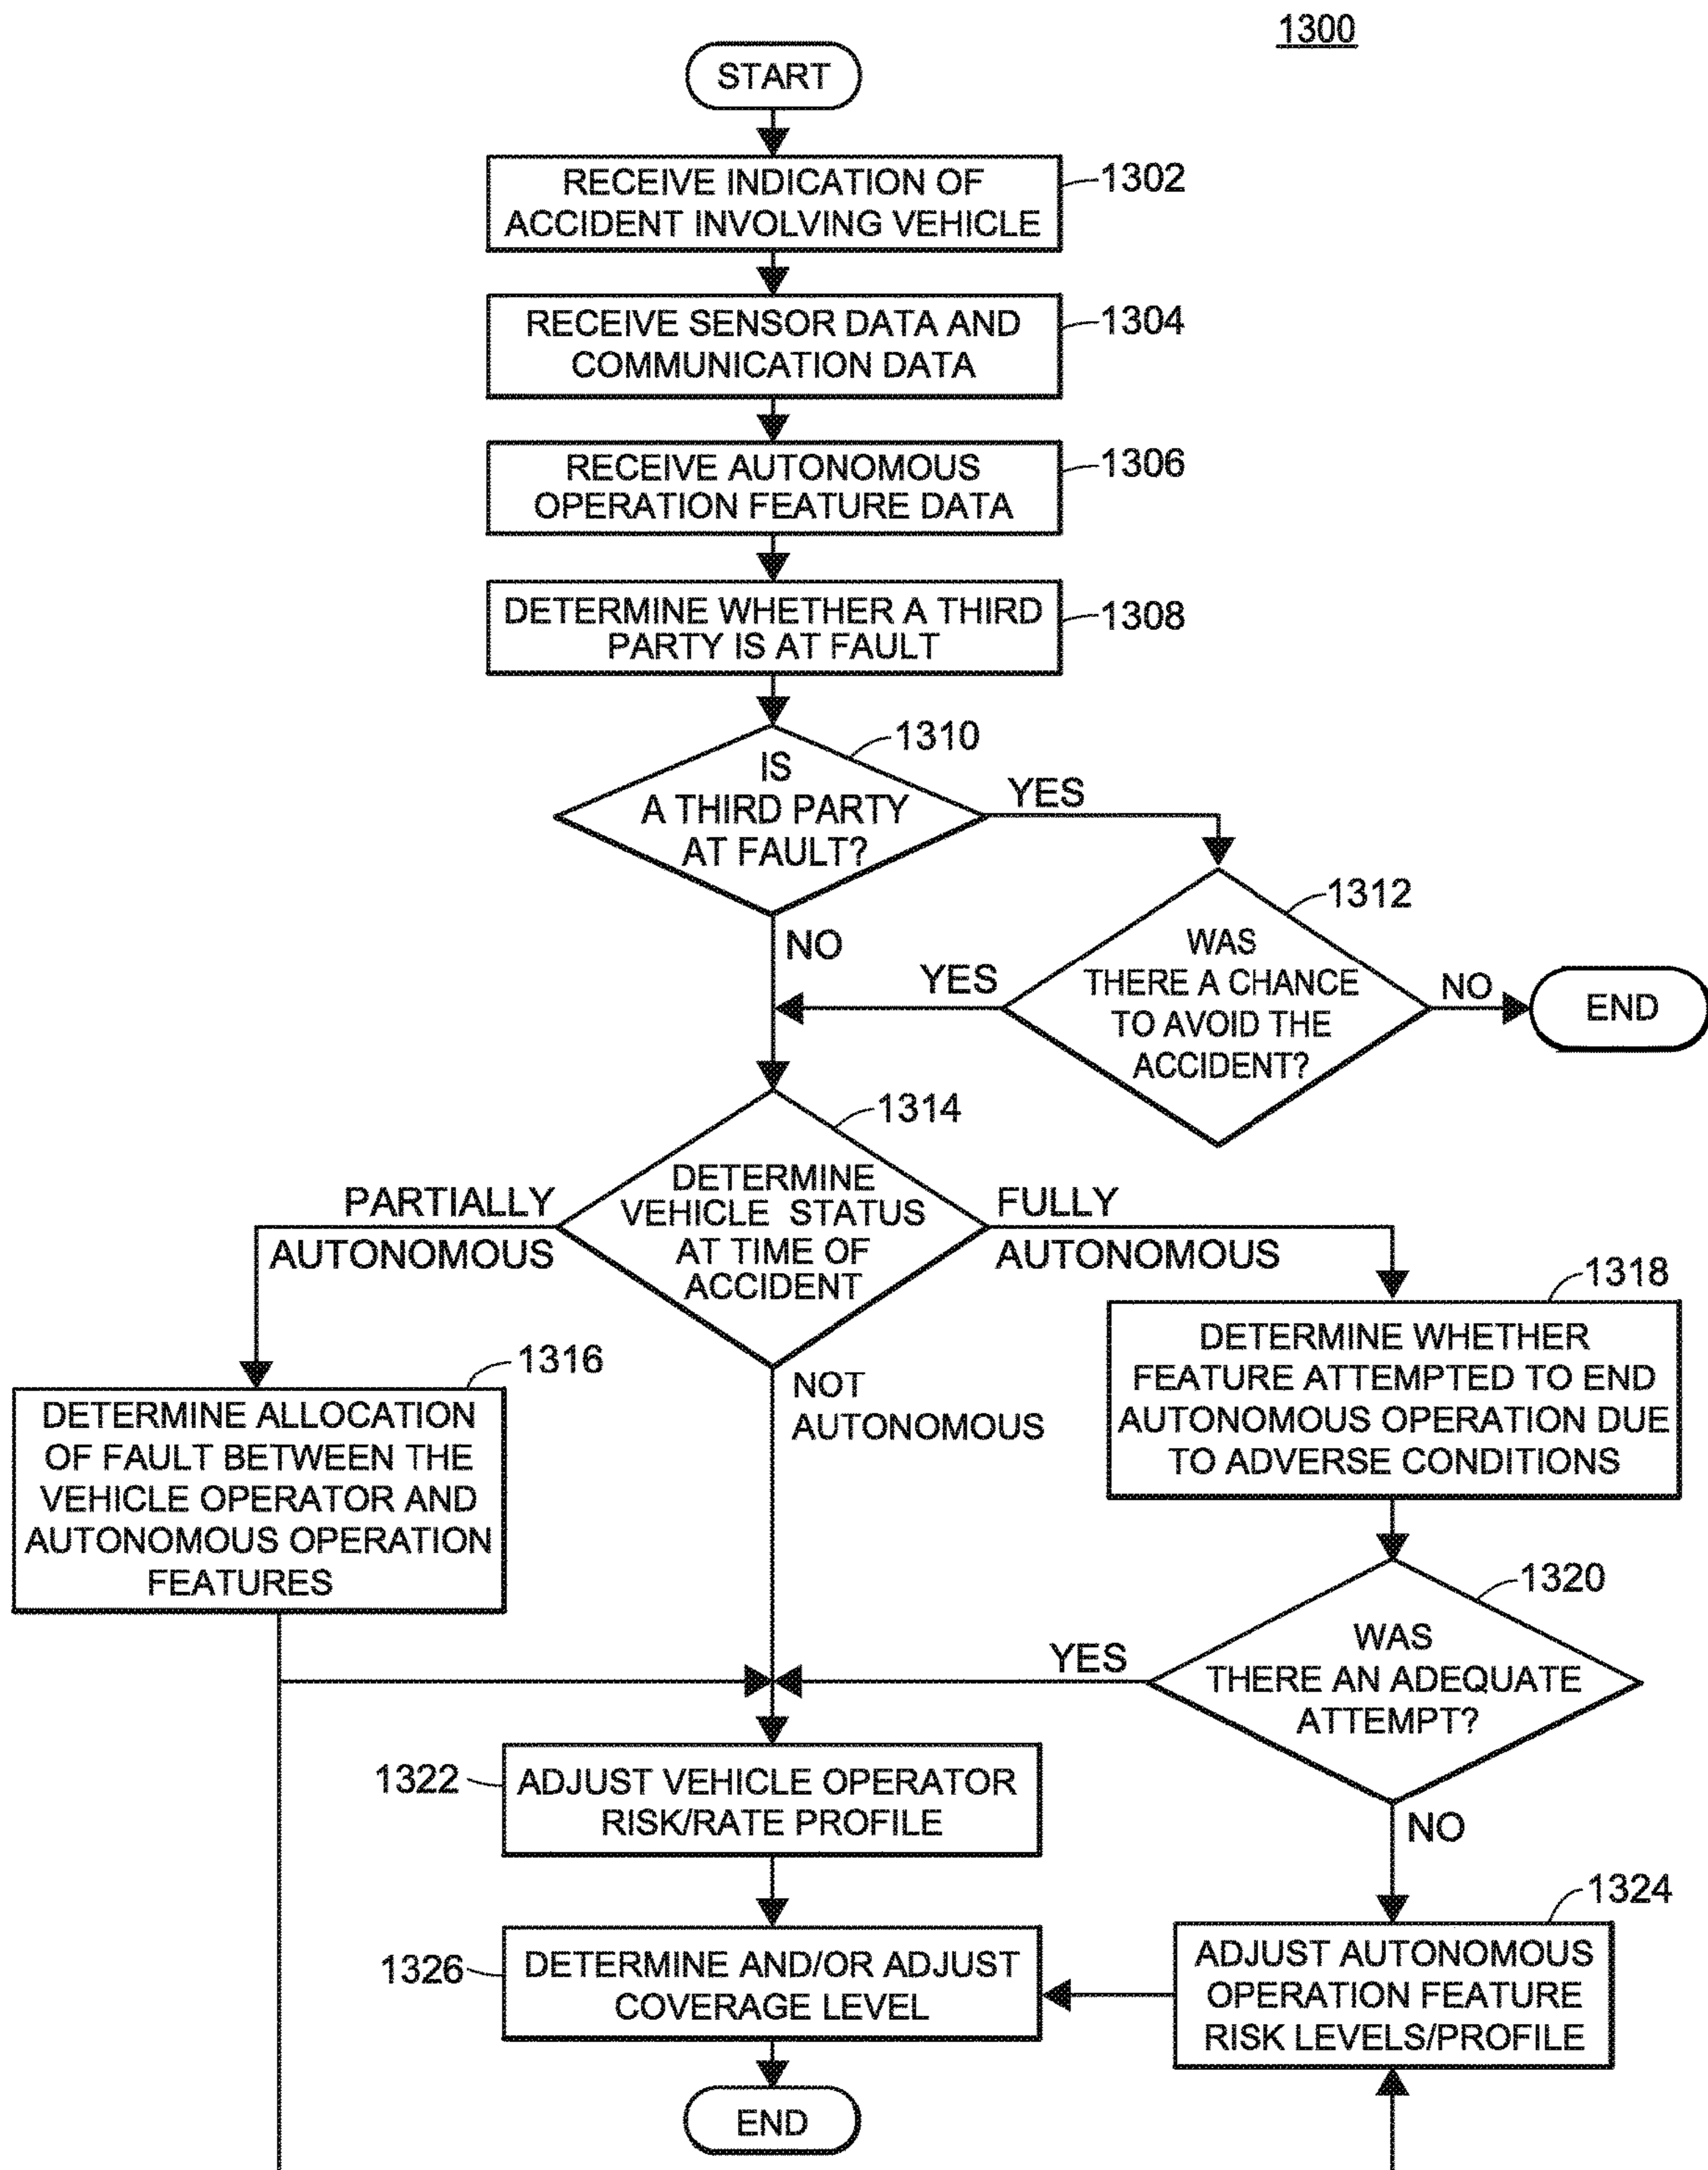 1300
START
RECEIVE INDICATION OF
ACCIDENT INVOLVING VEHICLE
1302
RECEIVE SENSOR DATA AND
COMMUNICATION DATA
1304
RECEIVE AUTONOMOUS
OPERATION FEATURE DATA
1306
DETERMINE WHETHER A THIRD
PARTY IS AT FAULT
1308
1310
IS
A THIRD PARTY
AT FAULT?
YES
NO
1312
WAS
THERE A CHANCE
TO AVOID THE
ACCIDENT?
YES
NO
END
1314
DETERMINE
VEHICLE STATUS
AT TIME OF
ACCIDENT
PARTIALLY
AUTONOMOUS
FULLY
AUTONOMOUS
NOT
AUTONOMOUS
1316
DETERMINE ALLOCATION
OF FAULT BETWEEN THE
VEHICLE OPERATOR AND
AUTONOMOUS OPERATION
FEATURES
1318
DETERMINE WHETHER
FEATURE ATTEMPTED TO END
AUTONOMOUS OPERATION DUE
TO ADVERSE CONDITIONS
1320
WAS
THERE AN ADEQUATE
ATTEMPT?
YES
NO
1322
ADJUST VEHICLE OPERATOR
RISK/RATE PROFILE
1324
ADJUST AUTONOMOUS
OPERATION FEATURE
RISK LEVELS/PROFILE
1326
DETERMINE AND/OR ADJUST
COVERAGE LEVEL
END